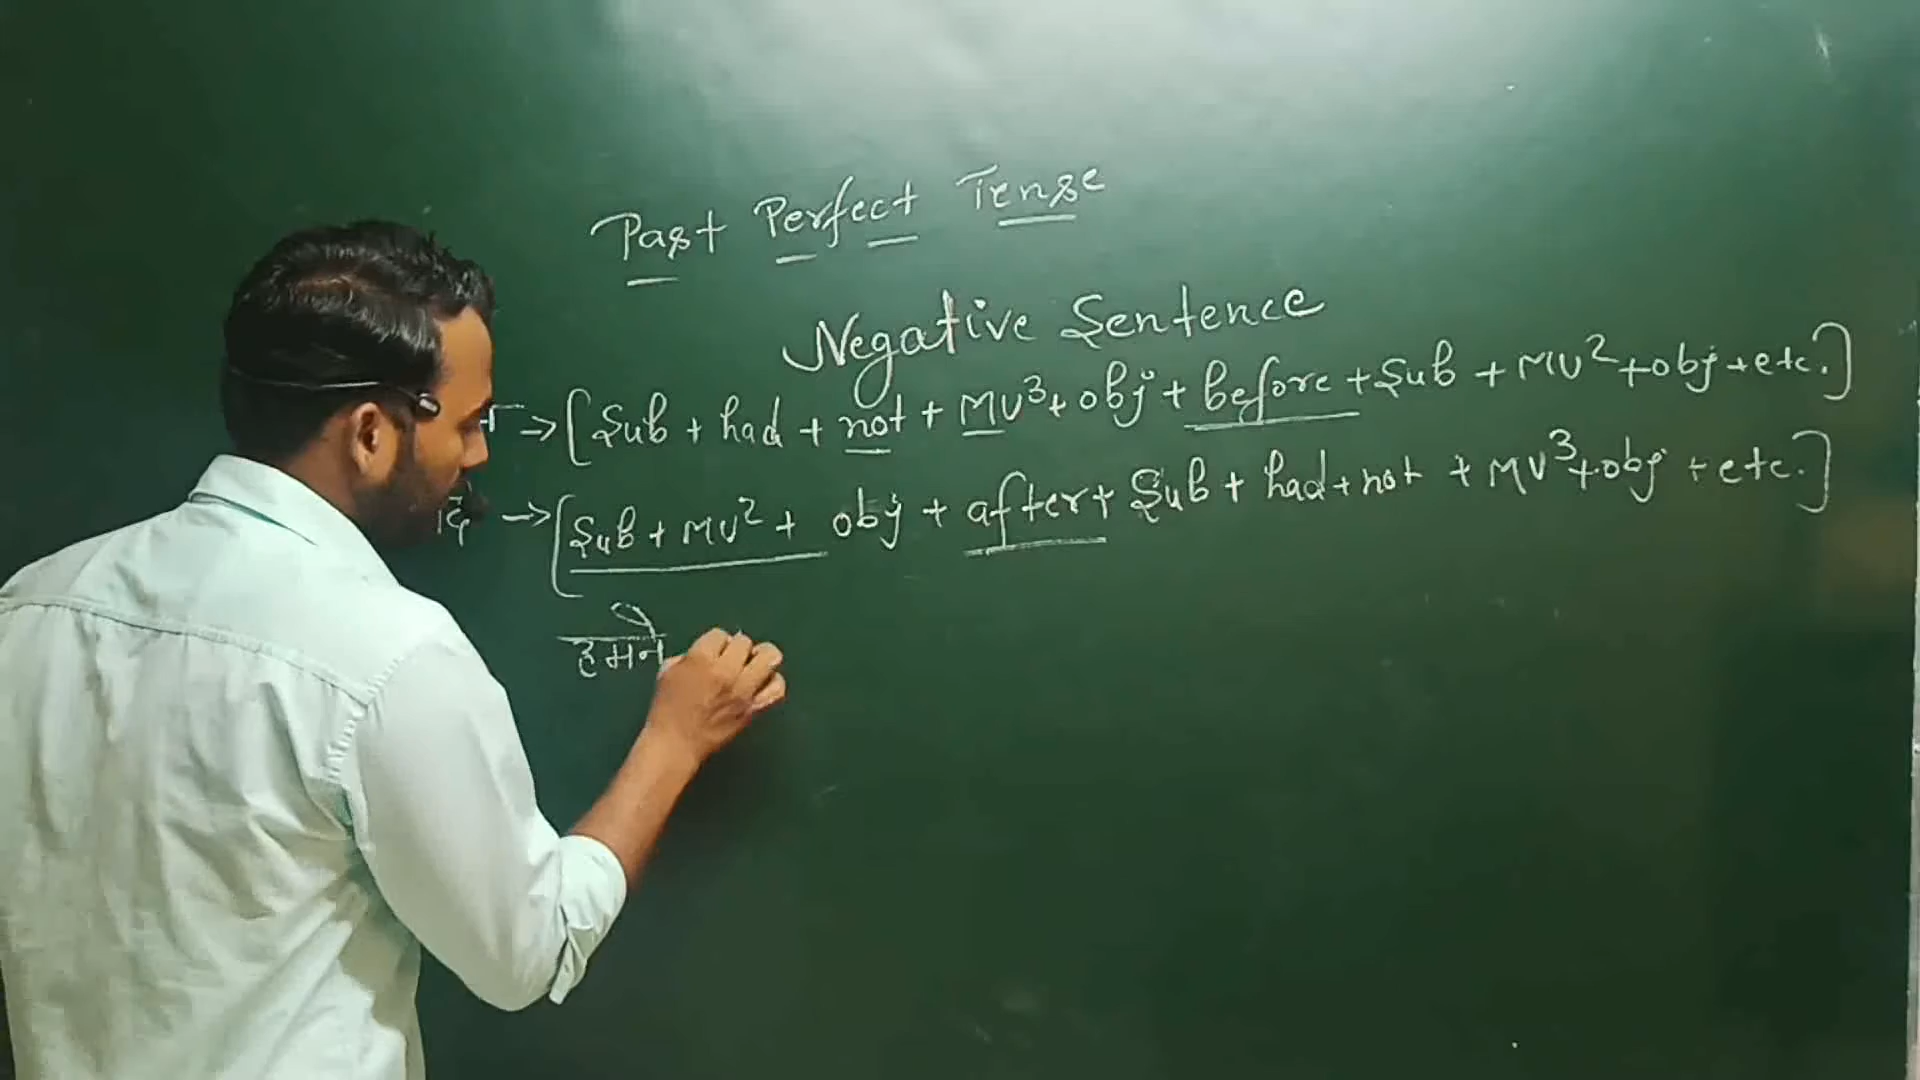 Past Perfect Tense
Negative Sentence
→ [Sub + had + not + MV³ + obj + before + Sub + MV² + obj + etc.]
→ [Sub + MV² + obj + after + Sub + had + not + MV³ + obj + etc.]
हमने